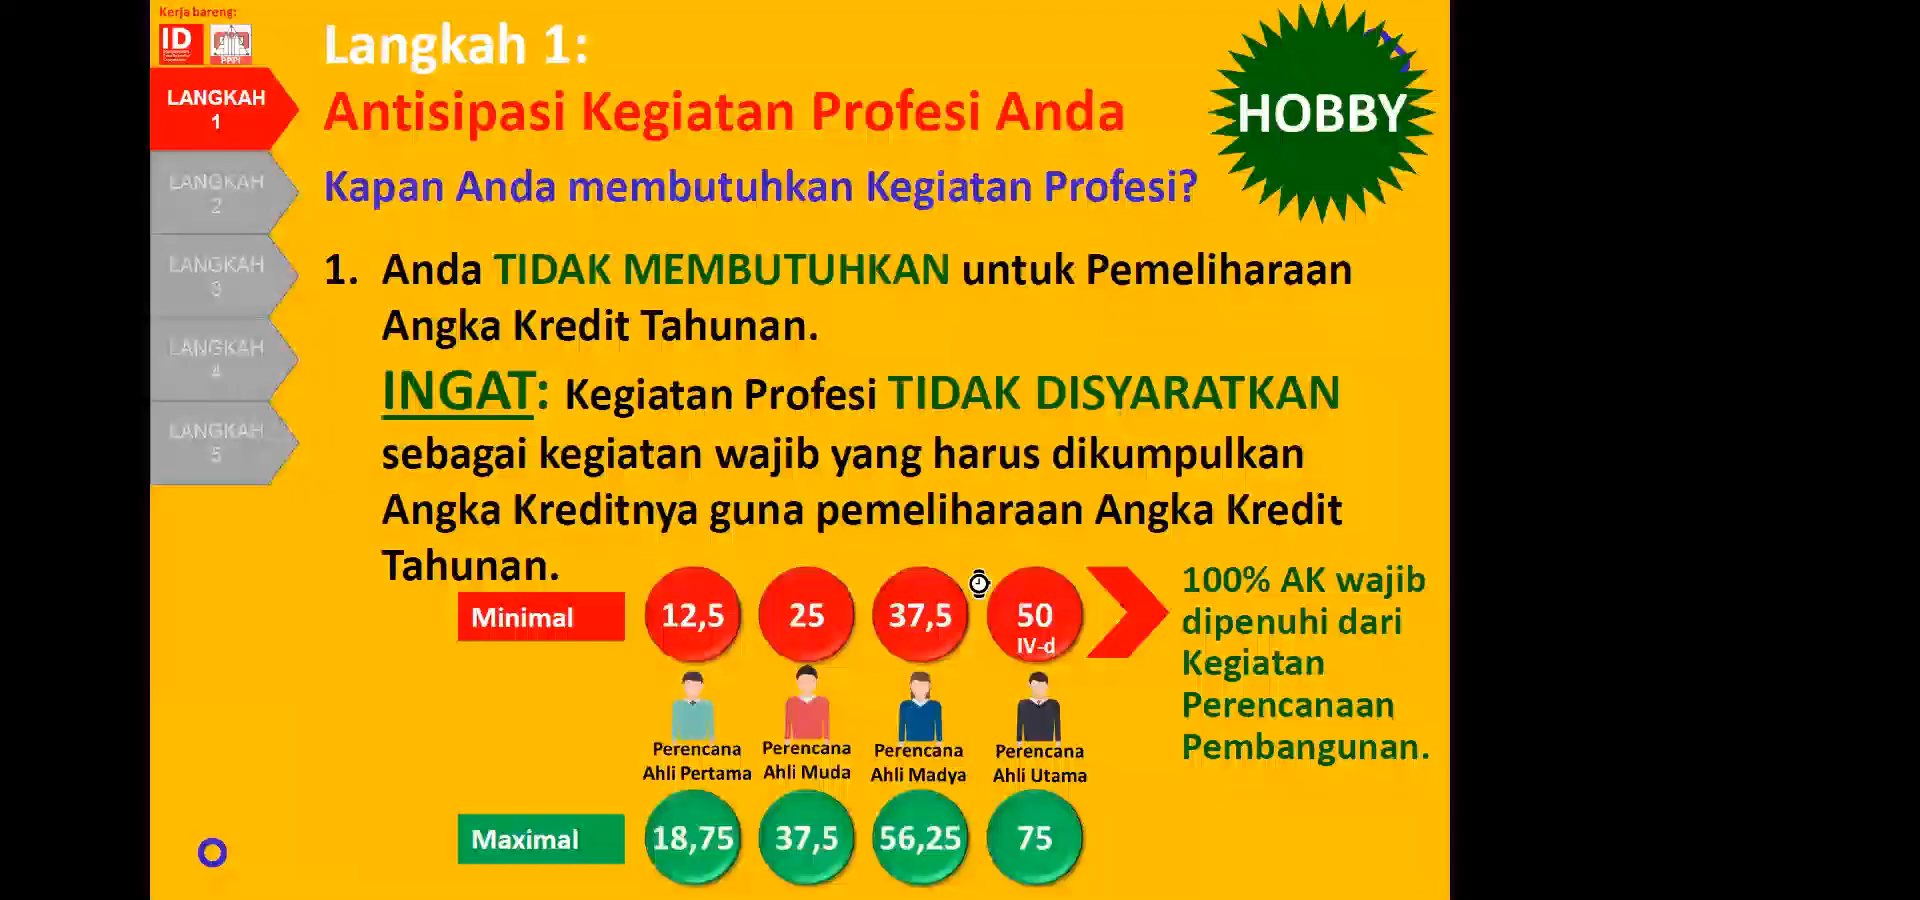 Kerja bareng:
ID
PPPI
LANGKAH
1
LANGKAH
2
LANGKAH
3
LANGKAH
4
LANGKAH
5
Langkah 1:
Antisipasi Kegiatan Profesi Anda
HOBBY
Kapan Anda membutuhkan Kegiatan Profesi?
1. Anda TIDAK MEMBUTUHKAN untuk Pemeliharaan
Angka Kredit Tahunan.
INGAT: Kegiatan Profesi TIDAK DISYARATKAN
sebagai kegiatan wajib yang harus dikumpulkan
Angka Kreditnya guna pemeliharaan Angka Kredit
Tahunan.
Minimal
12,5
25
37,5
50
IV-d
100% AK wajib
dipenuhi dari
Kegiatan
Perencanaan
Pembangunan.
Perencana
Ahli Pertama
Perencana
Ahli Muda
Perencana
Ahli Madya
Perencana
Ahli Utama
Maximal
18,75
37,5
56,25
75